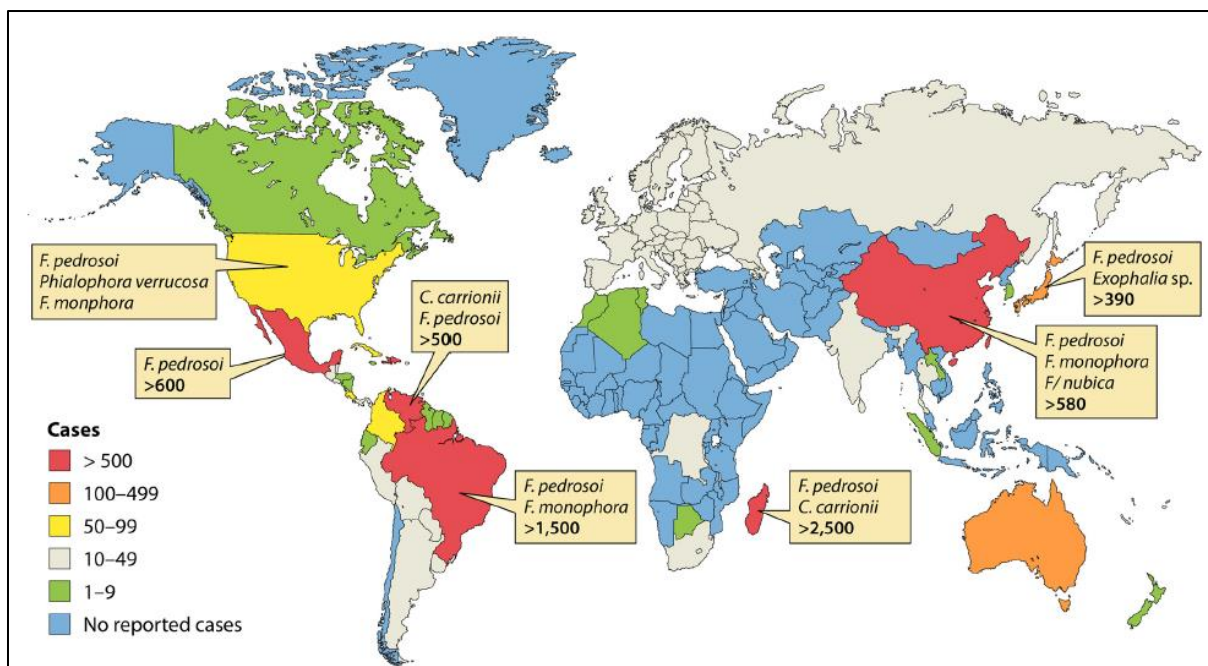 F. pedrosoi
Phialophora verrucosa
F. monphora
F. pedrosoi
>600
C. carrionii
F. pedrosoi
>500
F. pedrosoi
F. monophora
>1,500
F. pedrosoi
C. carrionii
>2,500
F. pedrosoi
Exophalia sp.
>390
F. pedrosoi
F. monophora
F/ nubica
>580
Cases
> 500
100–499
50–99
10–49
1–9
No reported cases